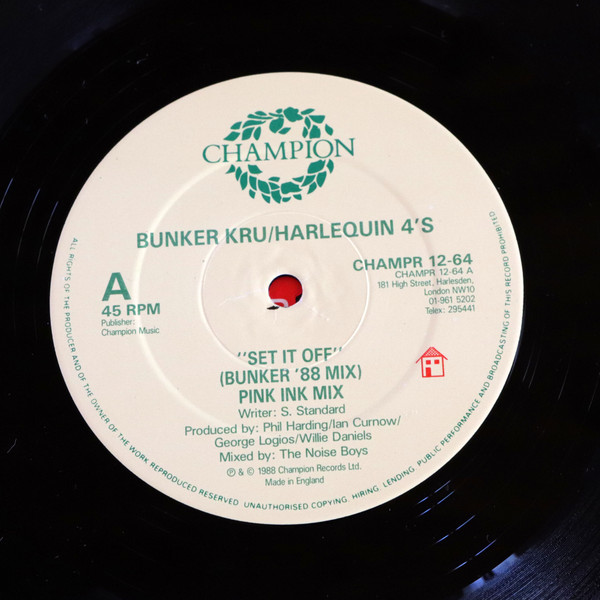 CHAMPION
BUNKER KRU/HARLEQUIN 4'S
A
45 RPM
Publisher:
Champion Music
CHAMPR 12-64
CHAMPR 12-64 A
181 High Street, Harlesden,
London NW10
01-961 5202
Telex: 295441
"SET IT OFF"
(BUNKER '88 MIX)
PINK INK MIX
Writer: S. Standard
Produced by: Phil Harding/Ian Curnow/
George Logios/Willie Daniels
Mixed by: The Noise Boys
℗ & © 1988 Champion Records Ltd.
Made in England
ALL RIGHTS OF THE PRODUCER AND OF THE OWNER OF THE WORK REPRODUCED RESERVED. UNAUTHORISED COPYING, HIRING, LENDING, PUBLIC PERFORMANCE AND BROADCASTING OF THIS RECORD PROHIBITED